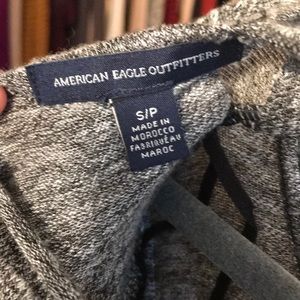 AMERICAN EAGLE OUTFITTERS
S/P
MADE IN
MOROCCO
FABRIQUÉ AU
MAROC